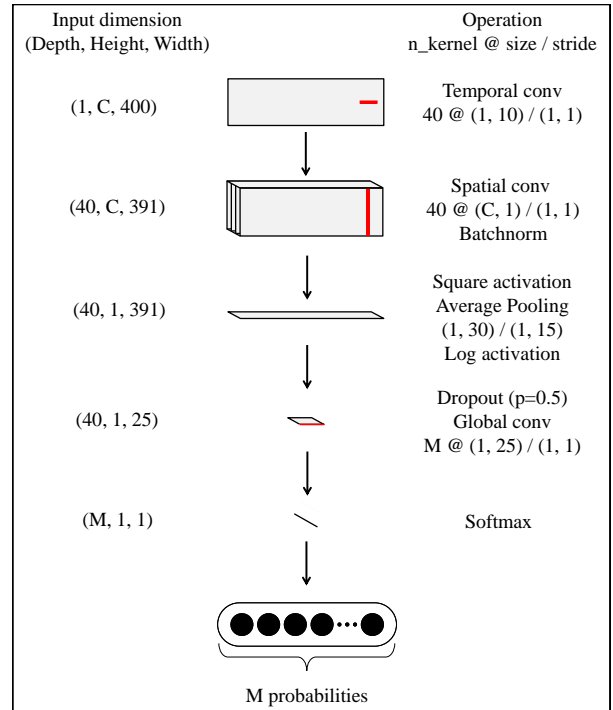 Input dimension
(Depth, Height, Width)
Operation
n_kernel @ size / stride
(1, C, 400)
Temporal conv
40 @ (1, 10) / (1, 1)
(40, C, 391)
Spatial conv
40 @ (C, 1) / (1, 1)
Batchnorm
(40, 1, 391)
Square activation
Average Pooling
(1, 30) / (1, 15)
Log activation
(40, 1, 25)
Dropout (p=0.5)
Global conv
M @ (1, 25) / (1, 1)
(M, 1, 1)
Softmax
M probabilities